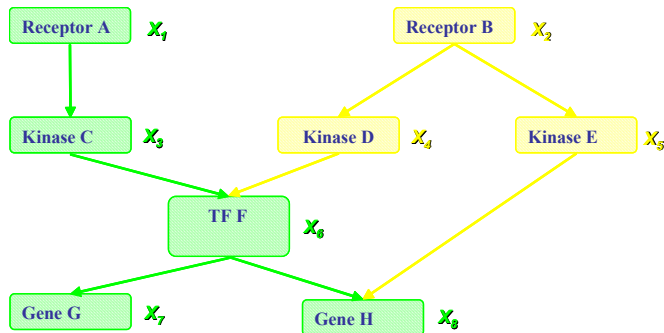 Receptor A X1 Receptor B X2
Kinase C X3 Kinase D X4 Kinase E X5
TF F X6
Gene G X7 Gene H X8